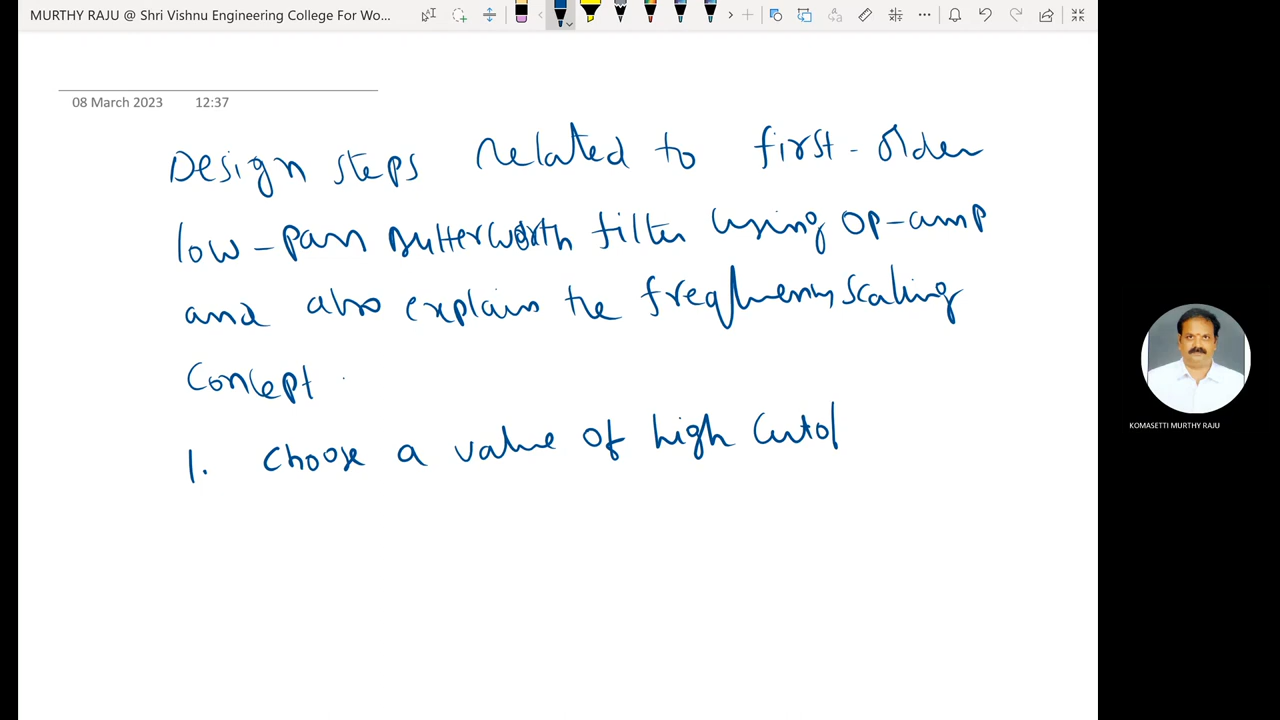 MURTHY RAJU @ Shri Vishnu Engineering College For Wo...
08 March 2023 12:37
Design steps related to first-order
low-pass Butterworth filter using op-amp
and also explain the frequency scaling
concept.
1. Choose a value of high cutof
KOMASETTI MURTHY RAJU